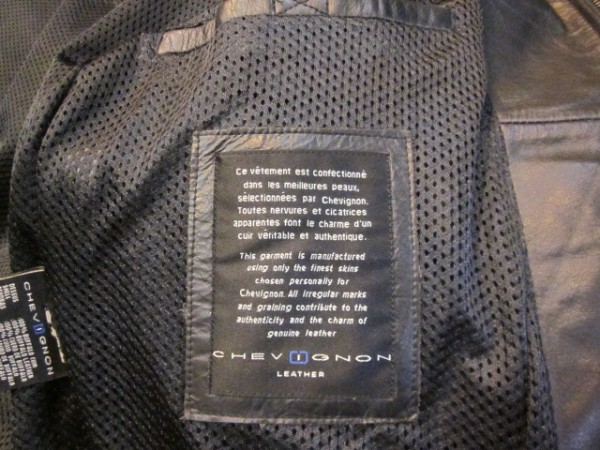 Ce vêtement est confectionné
dans les meilleures peaux,
sélectionnées par Chevignon.
Toutes nervures et cicatrices
apparentes font le charme d'un
cuir véritable et authentique.
This garment is manufactured
using only the finest skins
chosen personally for
Chevignon. All irregular marks
and graining contribute to the
authenticity and the charm of
genuine leather
CHEVIGNON
LEATHER
CHEVIGNON